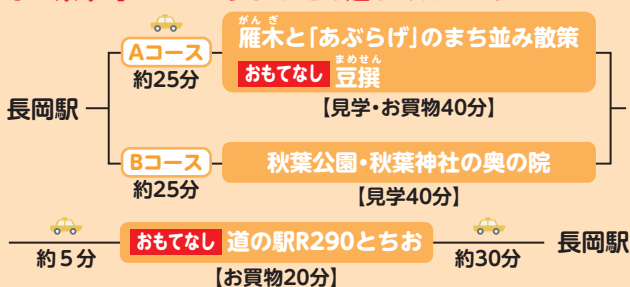 がんぎ
Aコース
雁木と「あぶらげ」のまち並み散策
約25分
まめせん
おもてなし 豆撰
長岡駅
【見学・お買物40分】
Bコース
秋葉公園・秋葉神社の奥の院
約25分
【見学40分】
おもてなし 道の駅R290とちお
長岡駅
約5分
約30分
【お買物20分】